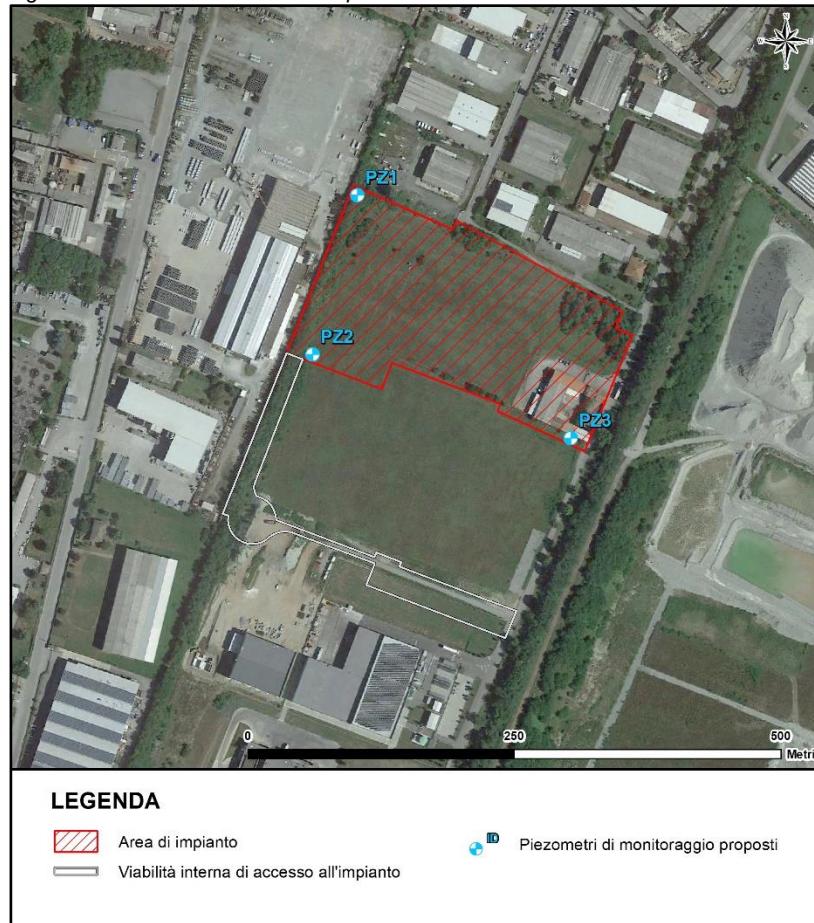 N
W E
S
PZ1
PZ2
PZ3
0 250 500
Metri
LEGENDA
Area di impianto
Viabilità interna di accesso all'impianto
ID
Piezometri di monitoraggio proposti